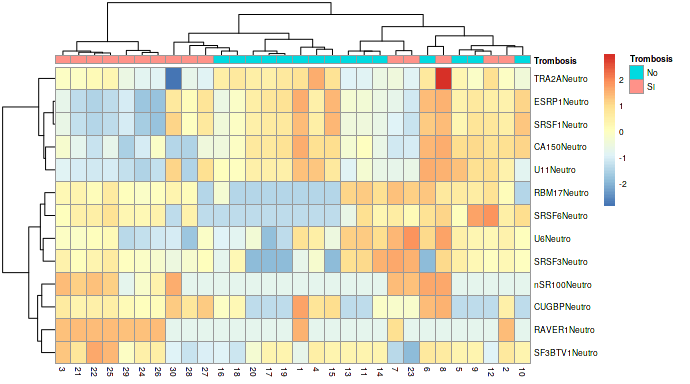 Trombosis
TRA2ANeutro
ESRP1Neutro
SRSF1Neutro
CA150Neutro
U11Neutro
RBM17Neutro
SRSF6Neutro
U6Neutro
SRSF3Neutro
nSR100Neutro
CUGBPNeutro
RAVER1Neutro
SF3BTV1Neutro
3 21 22 25 29 24 26 30 28 27 16 18 20 17 19 1 4 15 13 11 14 7 23 6 8 5 9 12 2 10
2
1
0
-1
-2
Trombosis
No
SI